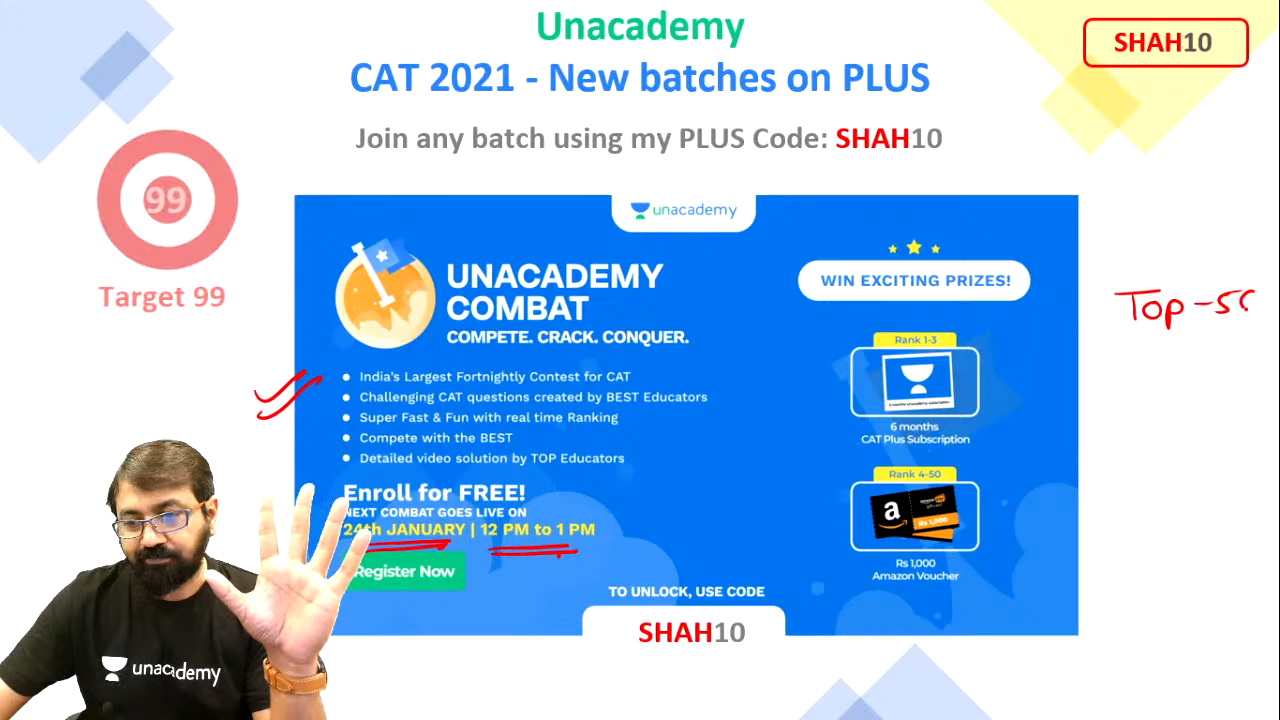 Unacademy
SHAH10
CAT 2021 - New batches on PLUS
Join any batch using my PLUS Code: SHAH10
99
Target 99
unacademy
UNACADEMY
COMBAT
COMPETE. CRACK. CONQUER.
India's Largest Fortnightly Contest for CAT
Challenging CAT questions created by BEST Educators
Super Fast & Fun with real time Ranking
Compete with the BEST
Detailed video solution by TOP Educators
Enroll for FREE!
NEXT COMBAT GOES LIVE ON
24th JANUARY | 12 PM to 1 PM
Register Now
WIN EXCITING PRIZES!
Rank 1-3
6 months
CAT Plus Subscription
Rank 4-50
a
Rs 1,000
Rs 1,000
Amazon Voucher
Top-50
TO UNLOCK, USE CODE
SHAH10
unacademy